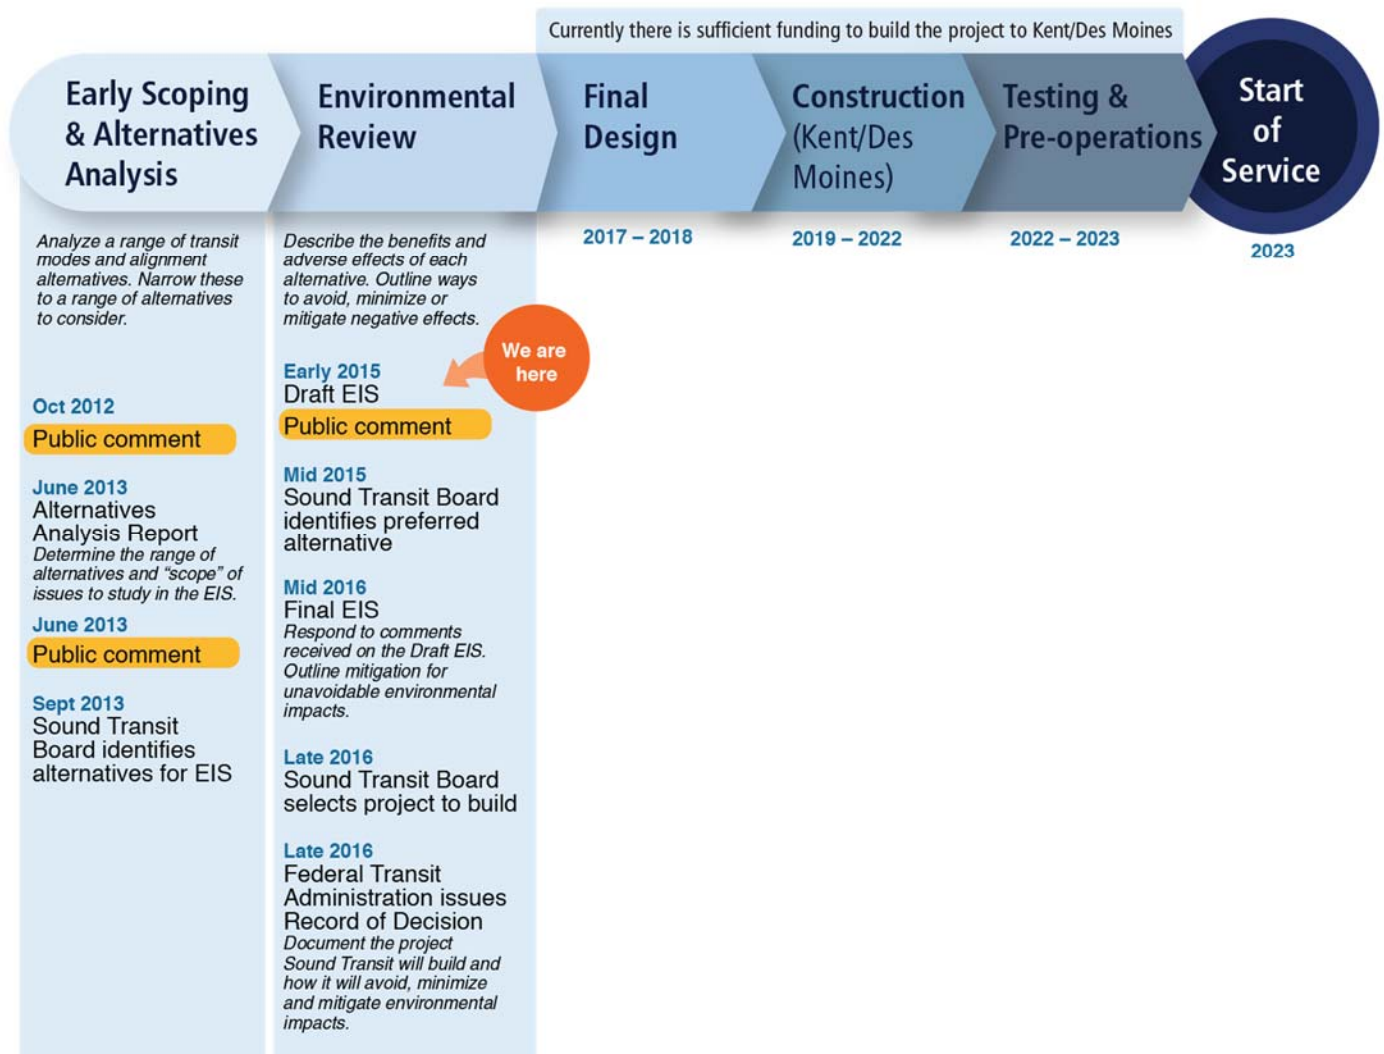 Currently there is sufficient funding to build the project to Kent/Des Moines
Early Scoping
& Alternatives
Analysis
Environmental
Review
Final
Design
Construction
(Kent/Des
Moines)
Testing &
Pre-operations
Start
of
Service
Analyze a range of transit
modes and alignment
alternatives. Narrow these
to a range of alternatives
to consider.
Oct 2012
Public comment
June 2013
Alternatives
Analysis Report
Determine the range of
alternatives and “scope” of
issues to study in the EIS.
June 2013
Public comment
Sept 2013
Sound Transit
Board identifies
alternatives for EIS
Describe the benefits and
adverse effects of each
alternative. Outline ways
to avoid, minimize or
mitigate negative effects.
We are
here
Early 2015
Draft EIS
Public comment
Mid 2015
Sound Transit Board
identifies preferred
alternative
Mid 2016
Final EIS
Respond to comments
received on the Draft EIS.
Outline mitigation for
unavoidable environmental
impacts.
Late 2016
Sound Transit Board
selects project to build
Late 2016
Federal Transit
Administration issues
Record of Decision
Document the project
Sound Transit will build and
how it will avoid, minimize
and mitigate environmental
impacts.
2017 – 2018
2019 – 2022
2022 – 2023
2023